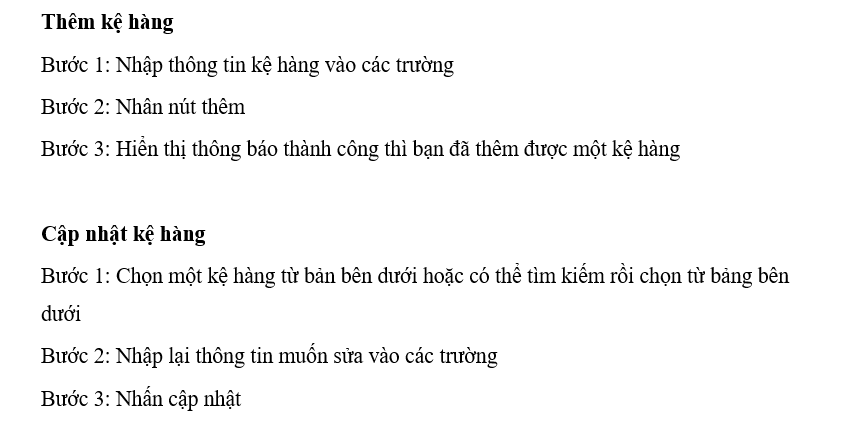 Thêm kệ hàng
Bước 1: Nhập thông tin kệ hàng vào các trường
Bước 2: Nhân nút thêm
Bước 3: Hiển thị thông báo thành công thì bạn đã thêm được một kệ hàng
Cập nhật kệ hàng
Bước 1: Chọn một kệ hàng từ bản bên dưới hoặc có thể tìm kiếm rồi chọn từ bảng bên
dưới
Bước 2: Nhập lại thông tin muốn sửa vào các trường
Bước 3: Nhấn cập nhật